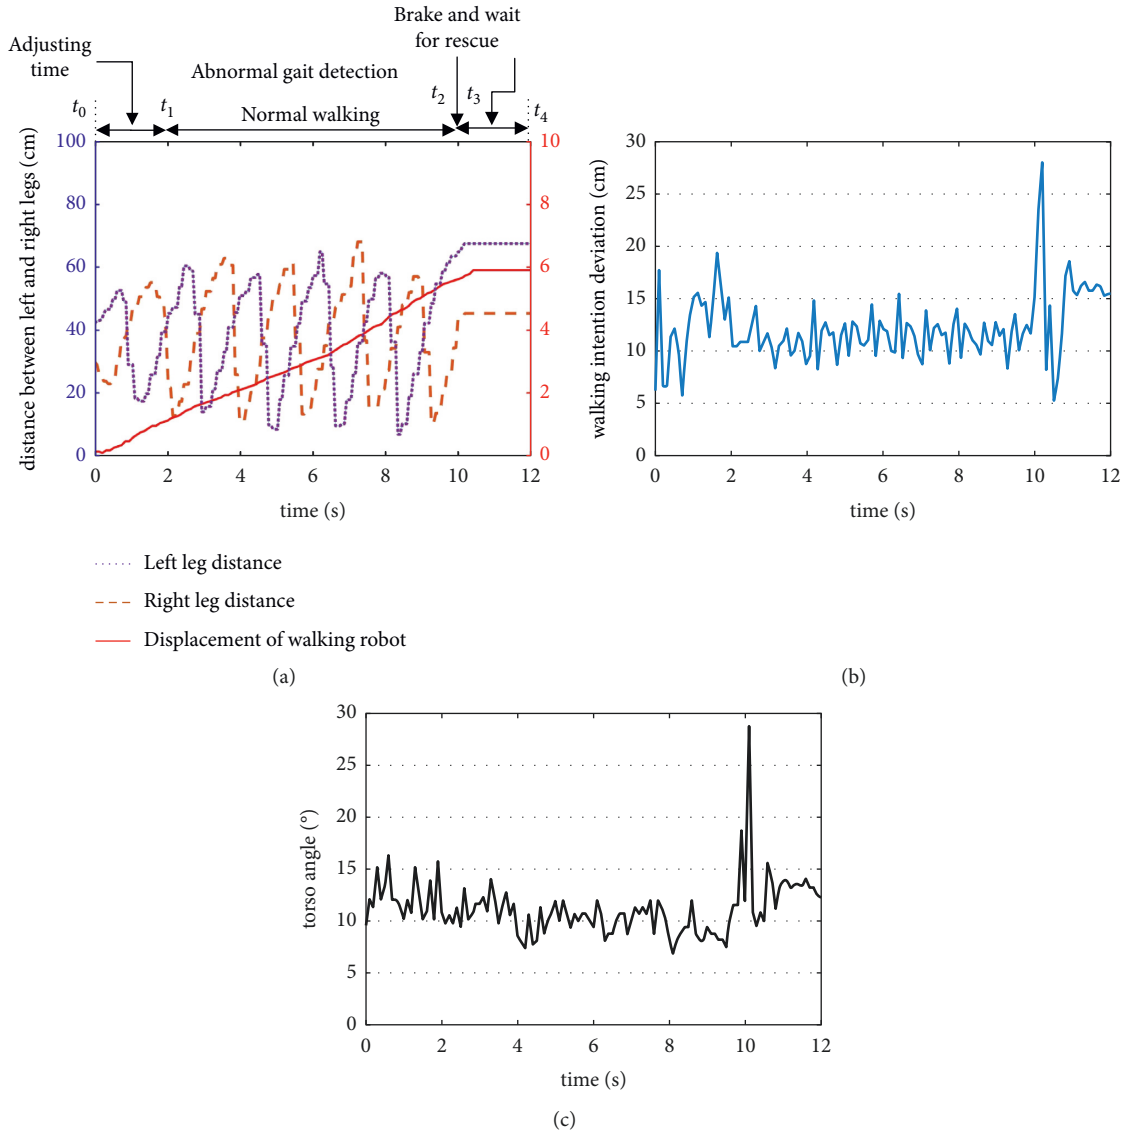 Brake and wait
for rescue
Adjusting
time
Abnormal gait detection
t0
t1
Normal walking
t2
t3
t4
distance between left and right legs (cm)
100
80
60
40
20
0
10
8
6
4
2
0
0 2 4 6 8 10 12
time (s)
Left leg distance
Right leg distance
Displacement of walking robot
(a)
walking intention deviation (cm)
30
25
20
15
10
5
0
0 2 4 6 8 10 12
time (s)
(b)
torso angle (°)
30
25
20
15
10
5
0
0 2 4 6 8 10 12
time (s)
(c)